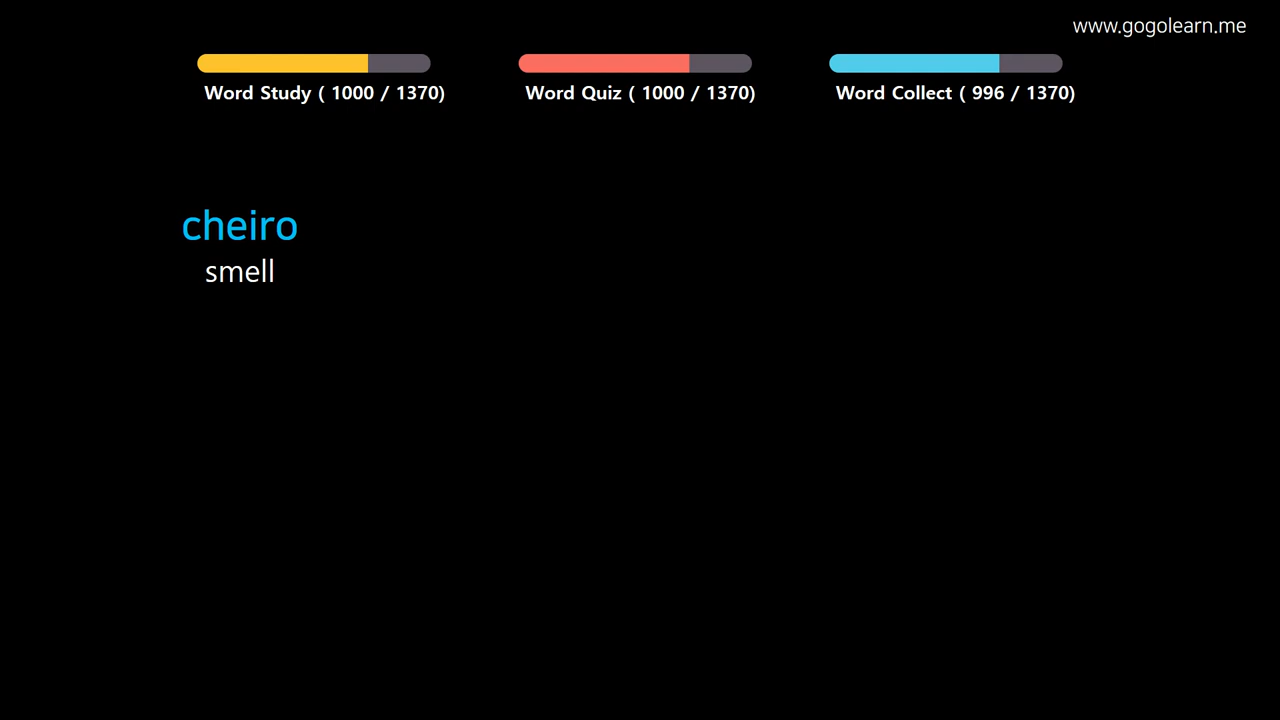 www.gogolearn.me
Word Study ( 1000 / 1370)
Word Quiz ( 1000 / 1370)
Word Collect ( 996 / 1370)
cheiro
smell